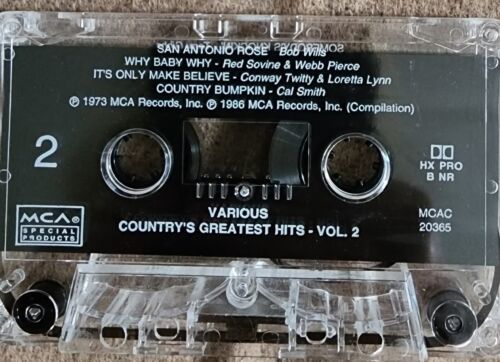 SAN ANTONIO ROSE - Bob Wills
WHY BABY WHY - Red Sovine & Webb Pierce
IT'S ONLY MAKE BELIEVE - Conway Twitty & Loretta Lynn
COUNTRY BUMPKIN - Cal Smith
℗ 1973 MCA Records, Inc. ℗ 1986 MCA Records, Inc. (Compilation)
2
HX PRO
B NR
MCA®
SPECIAL
PRODUCTS
VARIOUS
COUNTRY'S GREATEST HITS - VOL. 2
MCAC
20365